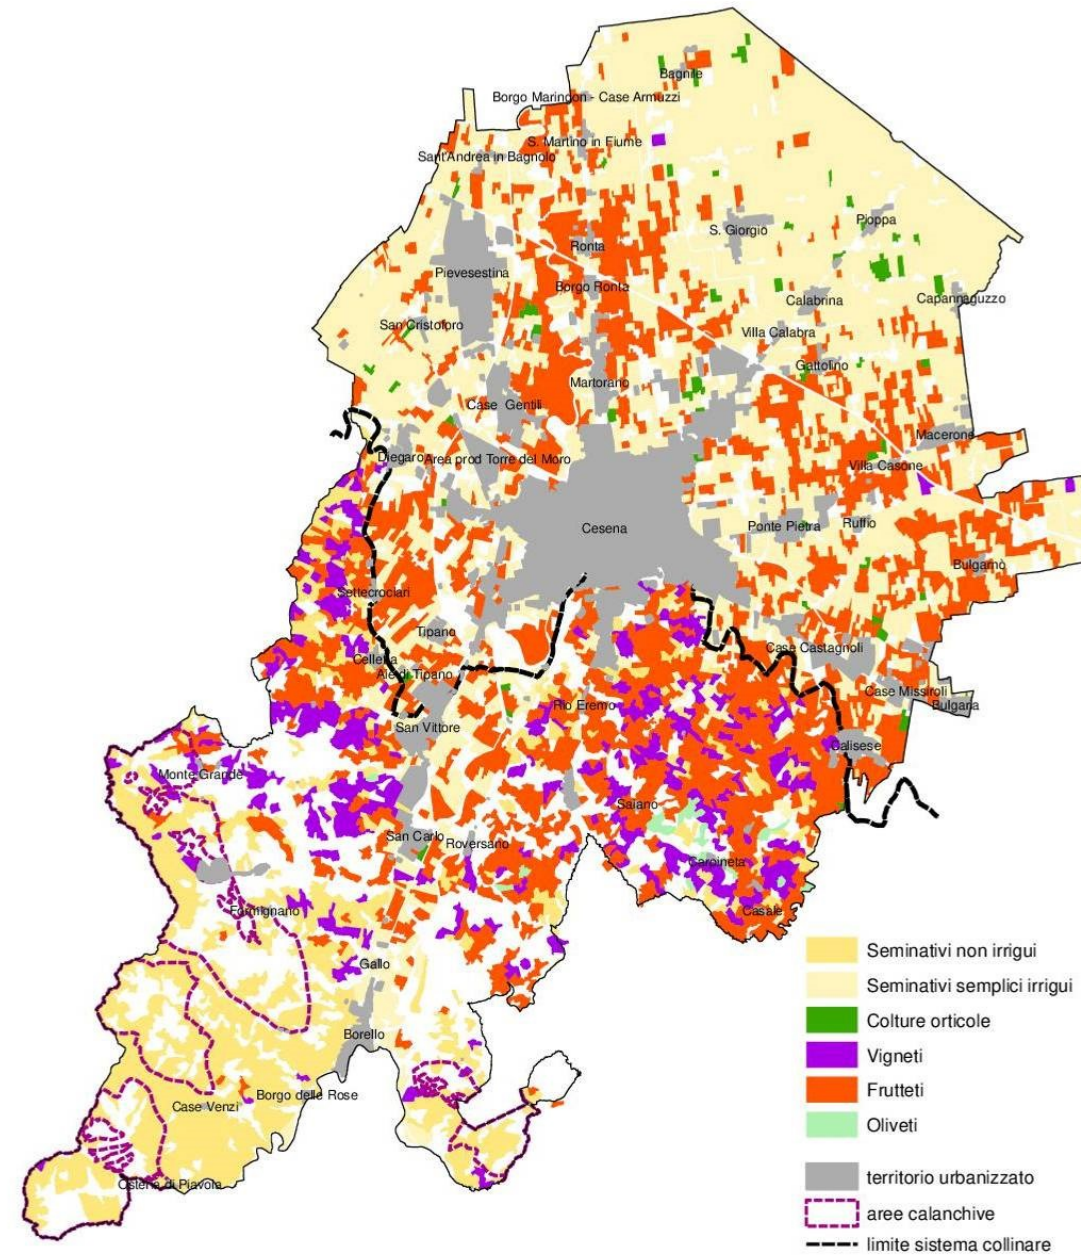 Bagnile
Borgo Maringon - Case Armuzzi
S. Martino in Fiume
Sant'Andrea in Bagnolo
Pioppa
S. Giorgio
Ronta
Pievesestina
Borgo Ronta
Calabrina
Capannaguzzo
San Cristoforo
Villa Calabra
Gattolino
Martorano
Case Gentili
Macerone
Diegaro
Area prod Torre del Moro
Villa Casone
Cesena
Ponte Pietra
Ruffio
Bulgarnò
Settecrociari
Tipano
Case Castagnoli
Celletta
Ale di Tipano
Case Missiroli
Rio Eremo
Bulgaria
San Vittore
Calisese
Monte Grande
Saiano
San Carlo
Roversano
Carpineta
Formignano
Casale
Gallo
Borello
Borgo delle Rose
Case Venzi
Osteria di Piavola
Seminativi non irrigui
Seminativi semplici irrigui
Colture orticole
Vigneti
Frutteti
Oliveti
territorio urbanizzato
aree calanchive
limite sistema collinare